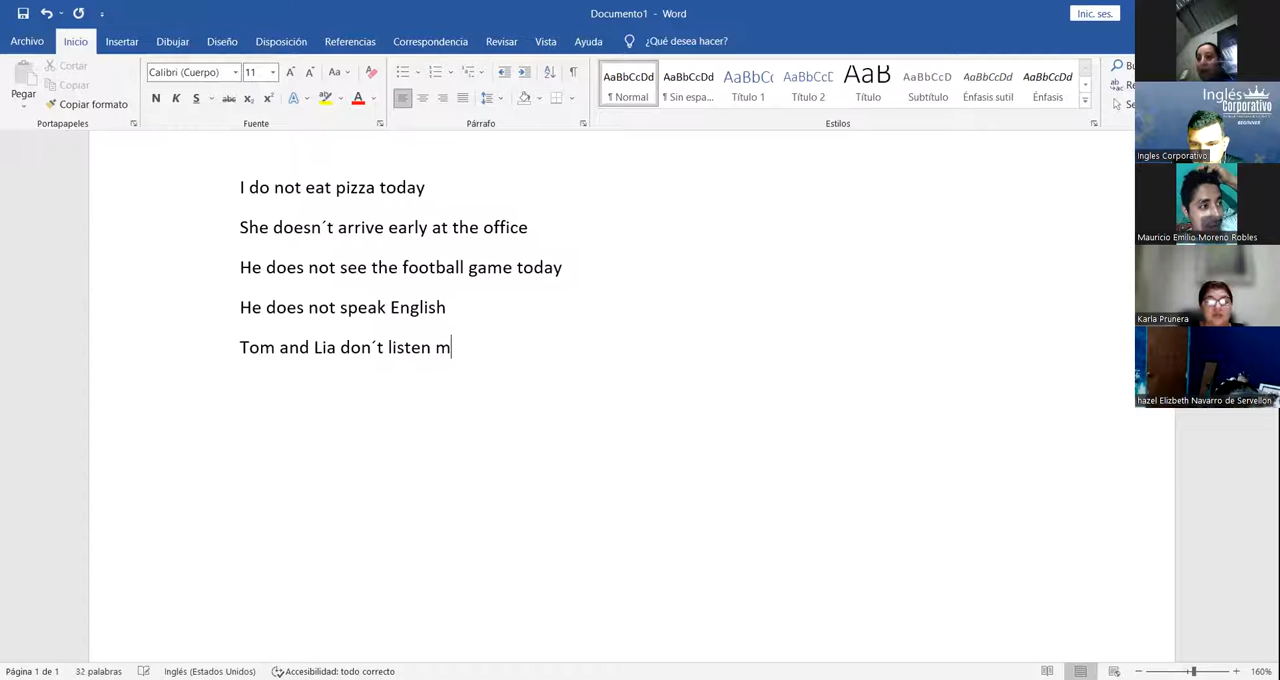 Documento1 - Word
Inic. ses.
Archivo Inicio Insertar Dibujar Diseño Disposición Referencias Correspondencia Revisar Vista Ayuda ¿Qué desea hacer?
Pegar
Cortar
Copiar
Copiar formato
Portapapeles
Calibri (Cuerpo) 11
Fuente
Párrafo
AaBbCcDd AaBbCcDd AaBbCc AaBbCcD AaB AaBbCcDd AaBbCcDd AaBbCcDd
¶ Normal ¶ Sin espa... Título 1 Título 2 Título Subtítulo Énfasis sutil Énfasis
Estilos
I do not eat pizza today
She doesn´t arrive early at the office
He does not see the football game today
He does not speak English
Tom and Lia don´t listen m
Inglés
Corporativo
BEGINNER
Ingles Corporativo
Mauricio Emilio Moreno Robles
Karla Prunera
hazel Elizbeth Navarro de Servellon
Página 1 de 1 32 palabras Inglés (Estados Unidos) Accesibilidad: todo correcto 160%